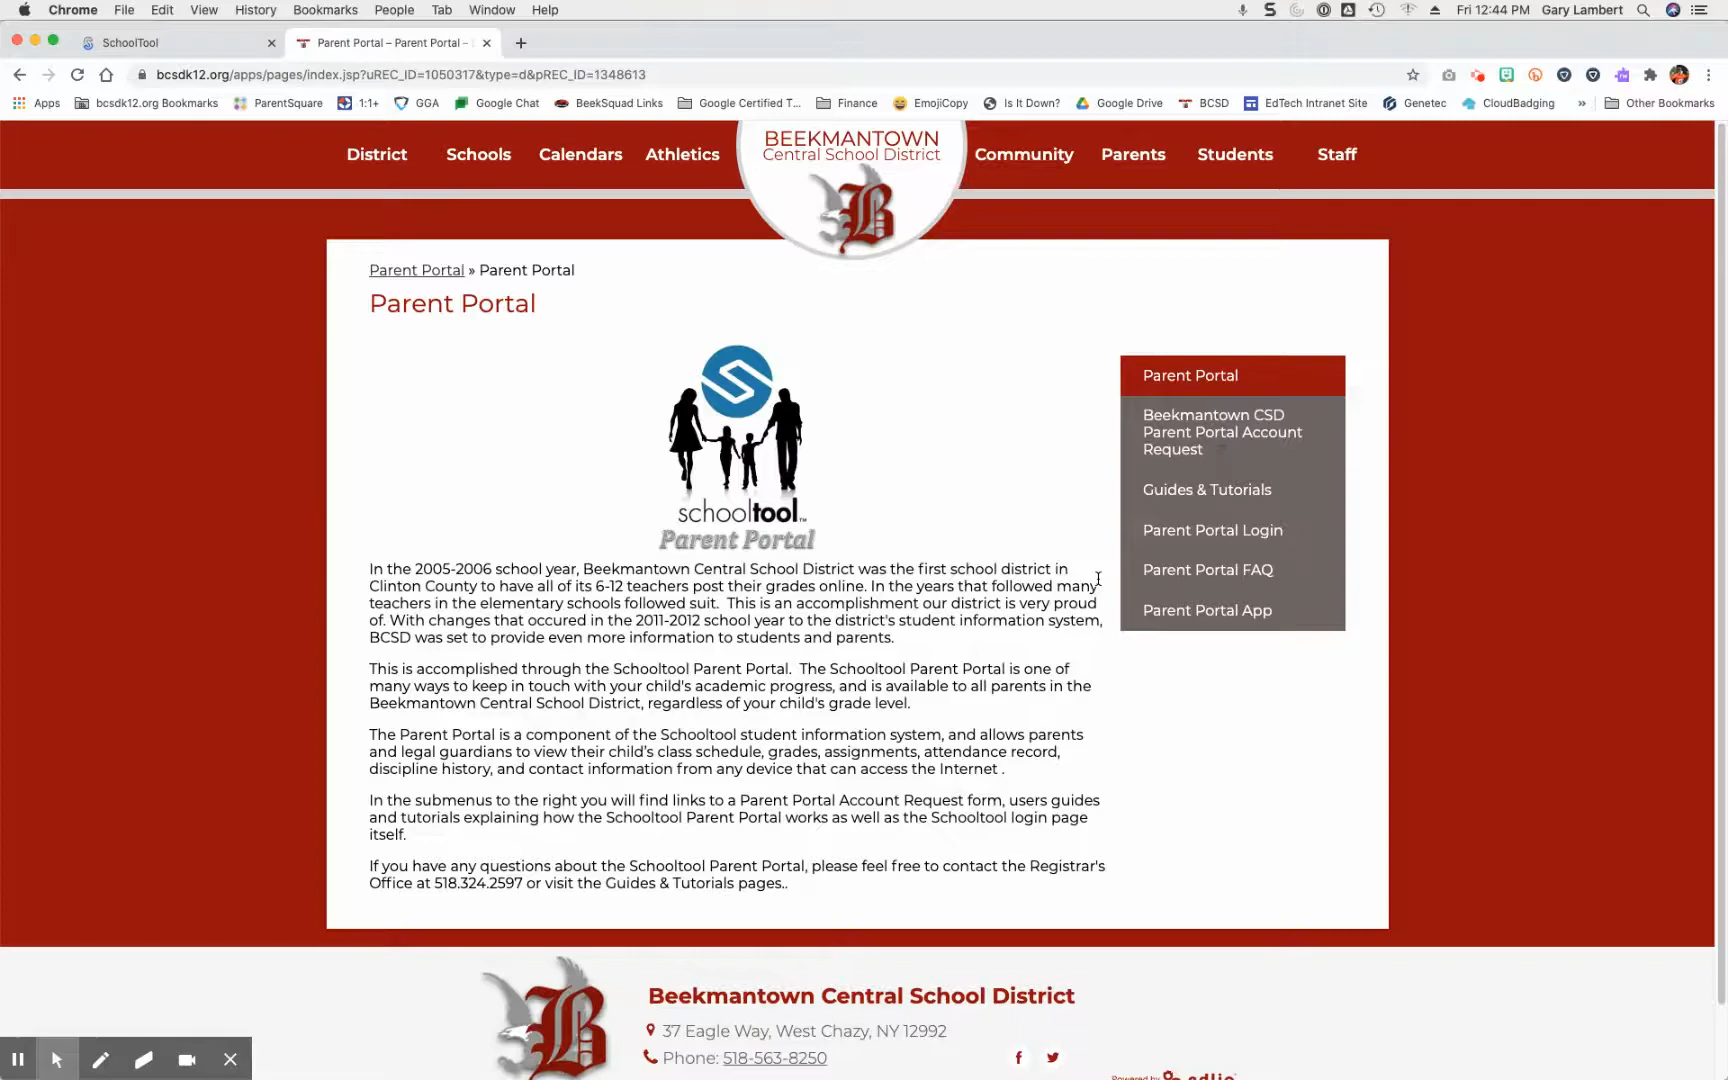 Chrome File Edit View History Bookmarks People Tab Window Help Fri 12:44 PM Gary Lambert
SchoolTool Parent Portal – Parent Portal –
bcsdk12.org/apps/pages/index.jsp?uREC_ID=1050317&type=d&pREC_ID=1348613
Apps bcsdk12.org Bookmarks ParentSquare 1:1+ GGA Google Chat BeekSquad Links Google Certified T... Finance EmojiCopy Is It Down? Google Drive BCSD EdTech Intranet Site Genetec CloudBadging » Other Bookmarks
BEEKMANTOWN
Central School District
District Schools Calendars Athletics Community Parents Students Staff
B
Parent Portal » Parent Portal
Parent Portal
schooltool™
Parent Portal
In the 2005-2006 school year, Beekmantown Central School District was the first school district in
Clinton County to have all of its 6-12 teachers post their grades online. In the years that followed many
teachers in the elementary schools followed suit. This is an accomplishment our district is very proud
of. With changes that occured in the 2011-2012 school year to the district's student information system,
BCSD was set to provide even more information to students and parents.
This is accomplished through the Schooltool Parent Portal. The Schooltool Parent Portal is one of
many ways to keep in touch with your child's academic progress, and is available to all parents in the
Beekmantown Central School District, regardless of your child's grade level.
The Parent Portal is a component of the Schooltool student information system, and allows parents
and legal guardians to view their child's class schedule, grades, assignments, attendance record,
discipline history, and contact information from any device that can access the Internet .
In the submenus to the right you will find links to a Parent Portal Account Request form, users guides
and tutorials explaining how the Schooltool Parent Portal works as well as the Schooltool login page
itself.
If you have any questions about the Schooltool Parent Portal, please feel free to contact the Registrar's
Office at 518.324.2597 or visit the Guides & Tutorials pages..
Parent Portal
Beekmantown CSD
Parent Portal Account
Request
Guides & Tutorials
Parent Portal Login
Parent Portal FAQ
Parent Portal App
B
Beekmantown Central School District
37 Eagle Way, West Chazy, NY 12992
Phone: 518-563-8250
Powered by edlio